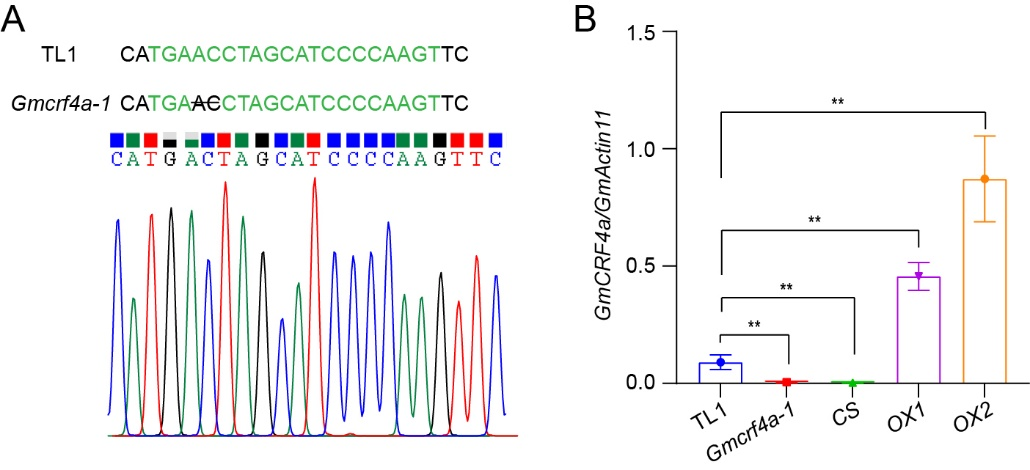 A
TL1 CATGAACCTAGCATCCCCAAGTTC
Gmcrf4a-1 CATGAACCTAGCATCCCCAAGTTC
CATGACTAGCATCCCCAAGTTC
B
GmCRF4a/GmActin11
1.5
1.0
0.5
0.0
**
**
**
**
TL1
Gmcrf4a-1
CS
OX1
OX2